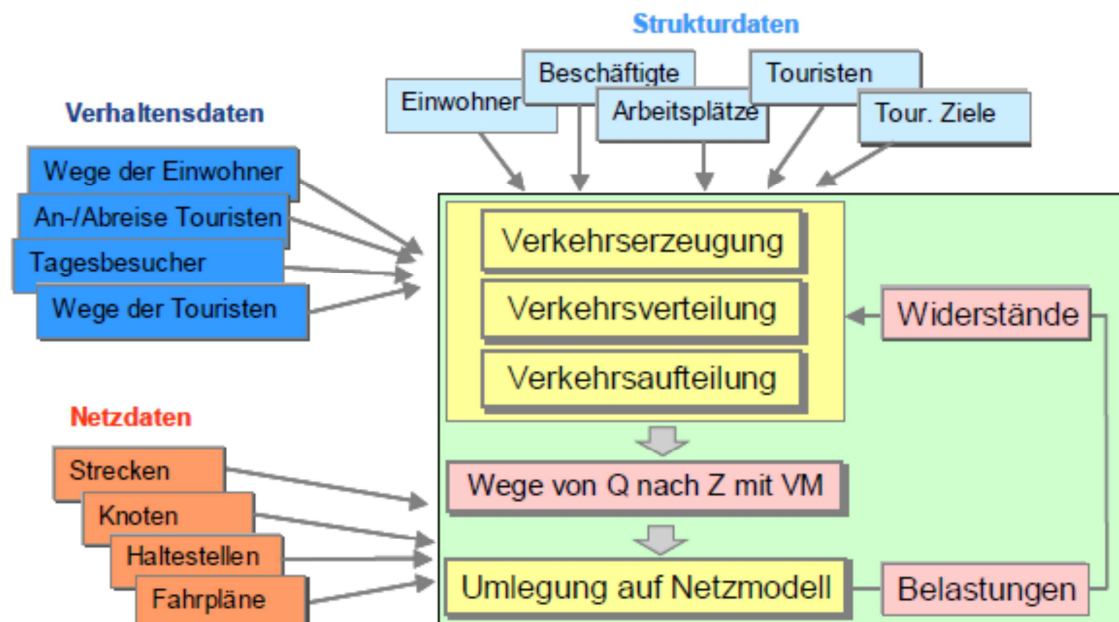 Strukturdaten
Einwohner
Beschäftigte
Arbeitsplätze
Touristen
Tour. Ziele
Verhaltensdaten
Wege der Einwohner
An-/Abreise Touristen
Tagesbesucher
Wege der Touristen
Verkehrserzeugung
Verkehrsverteilung
Verkehrsaufteilung
Widerstände
Netzdaten
Strecken
Knoten
Haltestellen
Fahrpläne
Wege von Q nach Z mit VM
Umlegung auf Netzmodell
Belastungen